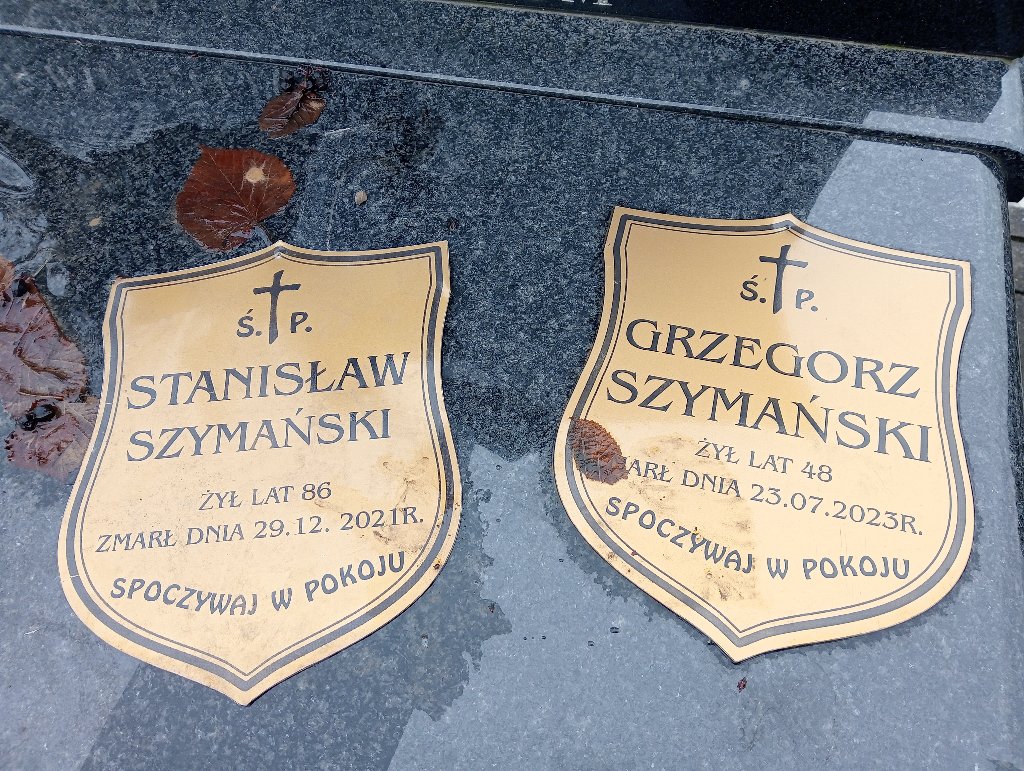 Ś. P.
STANISŁAW
SZYMAŃSKI
ŻYŁ LAT 86
ZMARŁ DNIA 29.12. 2021R.
SPOCZYWAJ W POKOJU
Ś. P.
GRZEGORZ
SZYMAŃSKI
ŻYŁ LAT 48
MARŁ DNIA 23.07.2023R.
SPOCZYWAJ W POKOJU